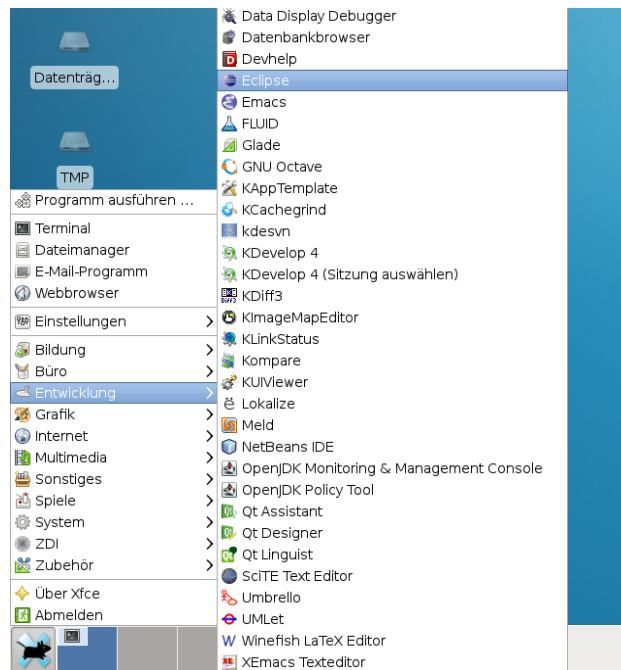 Datenträg...
TMP
Programm ausführen ...
Terminal
Dateimanager
E-Mail-Programm
Webbrowser
Einstellungen
Bildung
Büro
Entwicklung
Grafik
Internet
Multimedia
Sonstiges
Spiele
System
ZDI
Zubehör
Über Xfce
Abmelden
Data Display Debugger
Datenbankbrowser
Devhelp
Eclipse
Emacs
FLUID
Glade
GNU Octave
KAppTemplate
KCachegrind
kdesvn
KDevelop 4
KDevelop 4 (Sitzung auswählen)
KDiff3
KImageMapEditor
KLinkStatus
Kompare
KUIViewer
Lokalize
Meld
NetBeans IDE
OpenJDK Monitoring & Management Console
OpenJDK Policy Tool
Qt Assistant
Qt Designer
Qt Linguist
SciTE Text Editor
Umbrello
UMLet
Winefish LaTeX Editor
XEmacs Texteditor